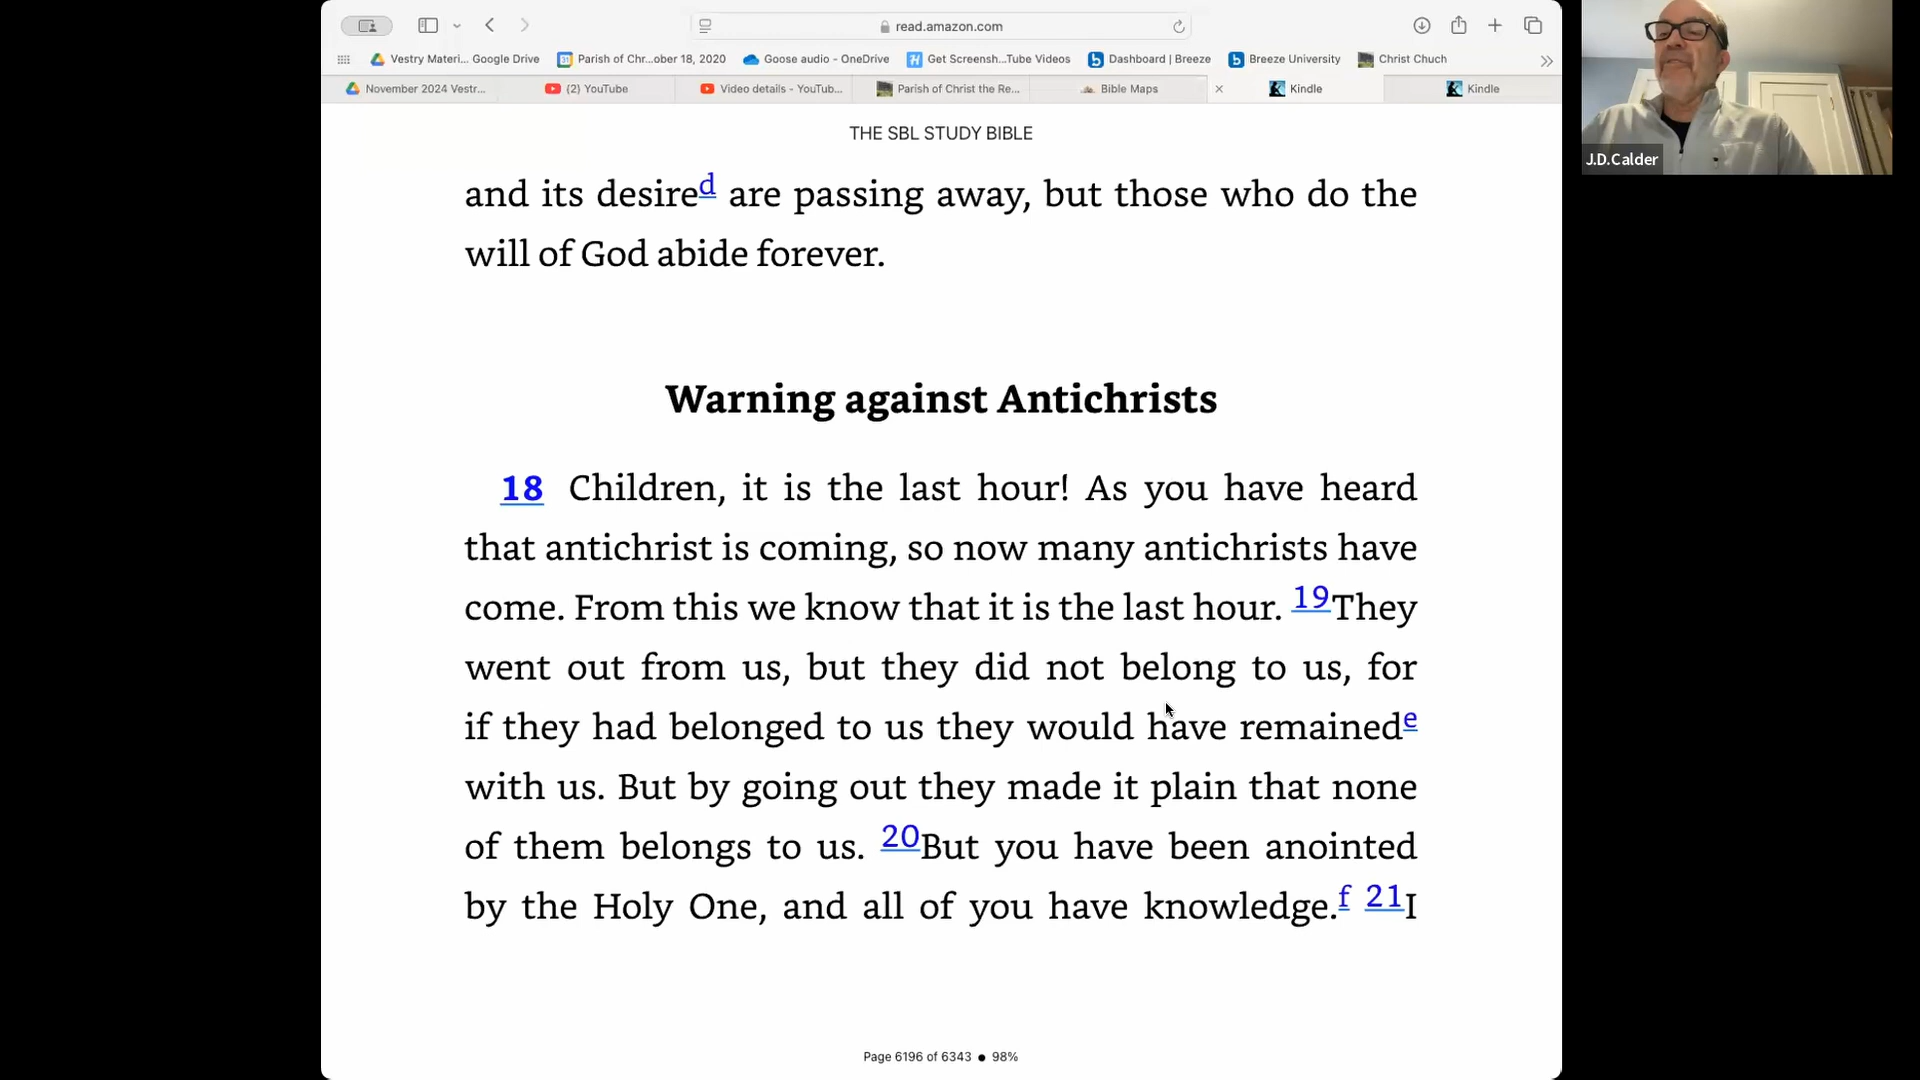 read.amazon.com
Vestry Materi... Google Drive
Parish of Chr...ober 18, 2020
Goose audio - OneDrive
Get Screensh...Tube Videos
Dashboard | Breeze
Breeze University
Christ Chuch
November 2024 Vestr...
(2) YouTube
Video details - YouTub...
Parish of Christ the Re...
Bible Maps
Kindle
Kindle
J.D.Calder
THE SBL STUDY BIBLE
and its desired are passing away, but those who do the
will of God abide forever.
Warning against Antichrists
18 Children, it is the last hour! As you have heard
that antichrist is coming, so now many antichrists have
come. From this we know that it is the last hour. 19They
went out from us, but they did not belong to us, for
if they had belonged to us they would have remainede
with us. But by going out they made it plain that none
of them belongs to us. 20But you have been anointed
by the Holy One, and all of you have knowledge.f 21I
Page 6196 of 6343 ● 98%